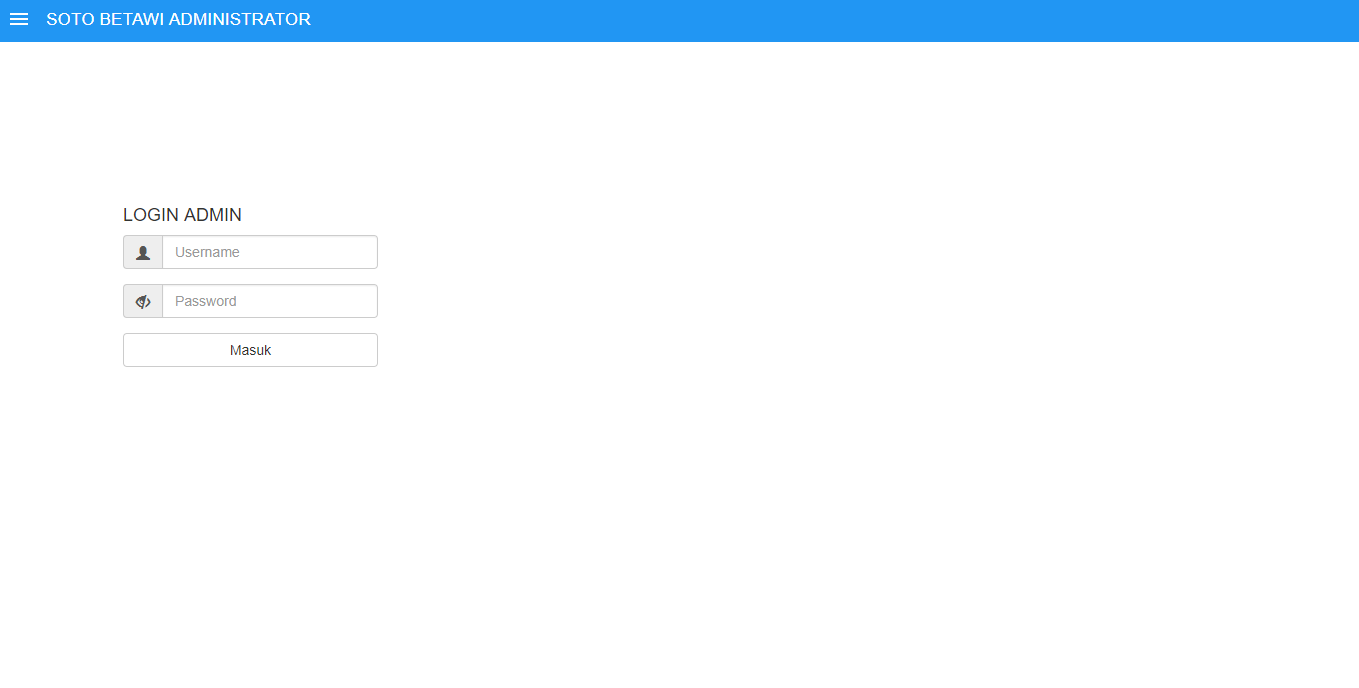 SOTO BETAWI ADMINISTRATOR
LOGIN ADMIN
Username
Password
Masuk